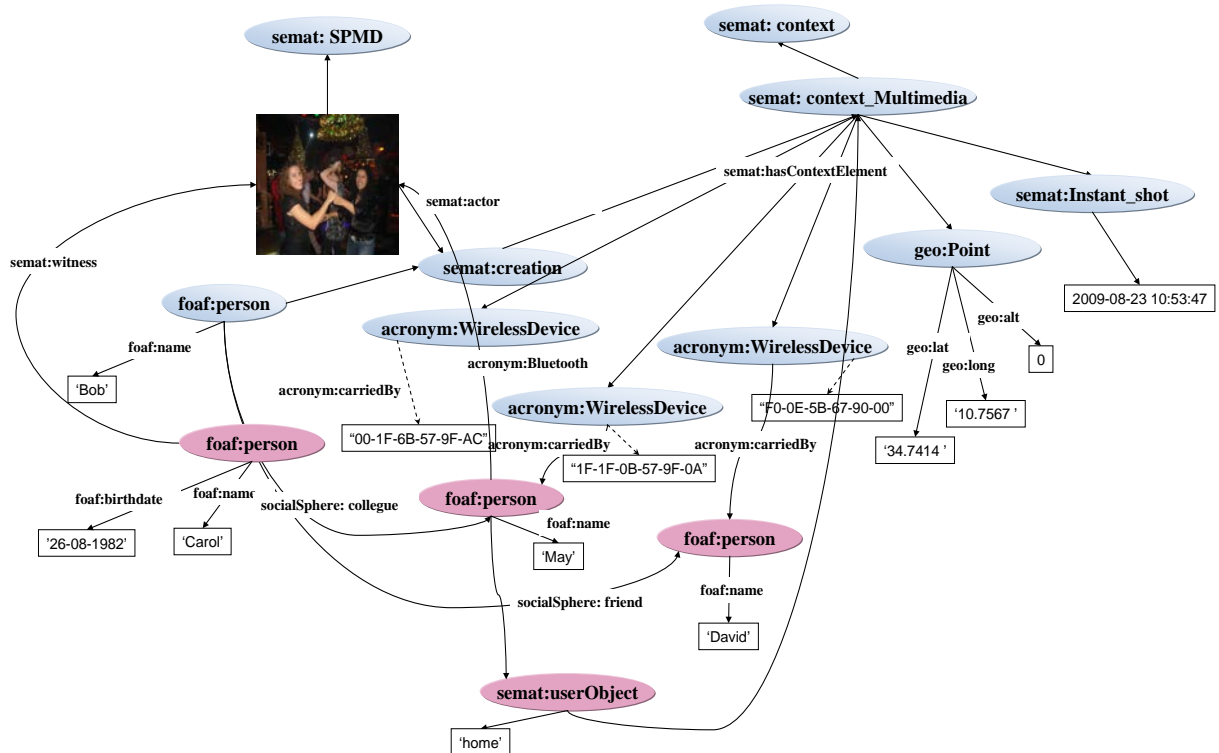 semat: context
semat: SPMD
semat: context_Multimedia
semat:hasContextElement
semat:Instant_shot
semat:actor
geo:Point
semat:witness
semat:creation
2009-08-23 10:53:47
foaf:person
geo:alt
acronym:WirelessDevice
foaf:name
acronym:WirelessDevice
geo:lat
0
acronym:Bluetooth
geo:long
‘Bob’
acronym:carriedBy
acronym:WirelessDevice
“F0-0E-5B-67-90-00”
‘10.7567 ’
foaf:person
“00-1F-6B-57-9F-AC”
acronym:carriedBy
acronym:carriedBy
‘34.7414 ’
“1F-1F-0B-57-9F-0A”
foaf:birthdate
foaf:name
socialSphere: collegue
foaf:person
foaf:name
’26-08-1982’
‘Carol’
foaf:person
‘May’
foaf:name
socialSphere: friend
‘David’
semat:userObject
‘home’